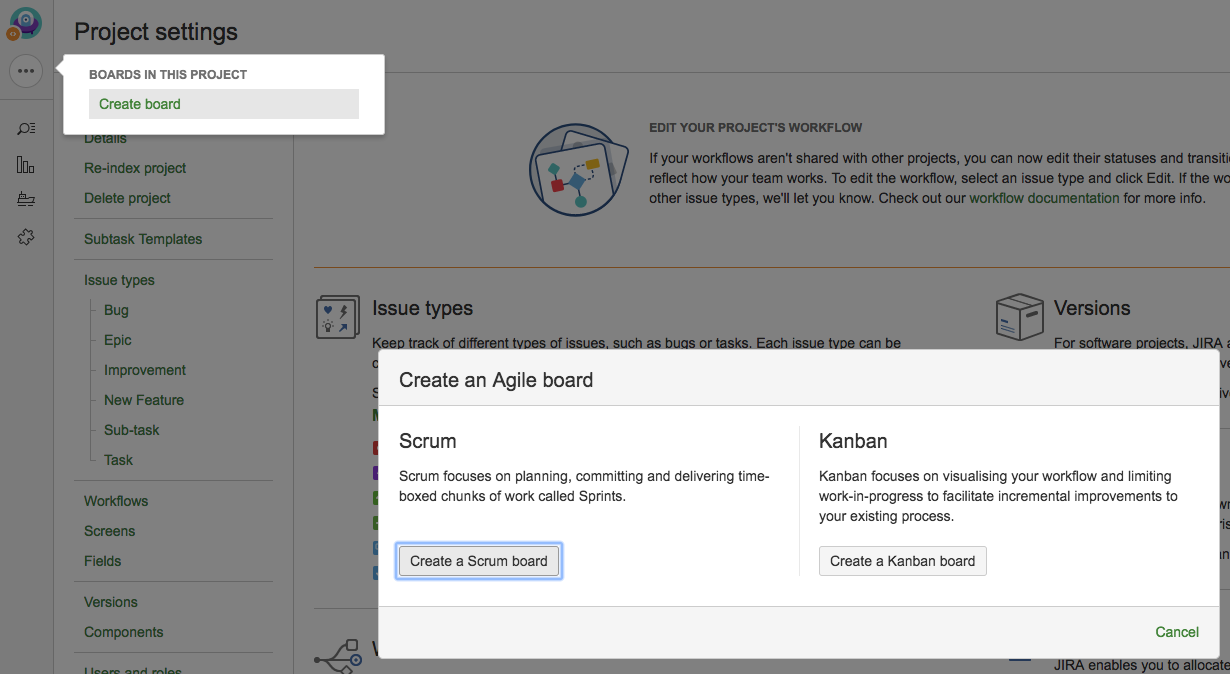 Project settings
BOARDS IN THIS PROJECT
Create board
Details
Re-index project
Delete project
Subtask Templates
Issue types
Bug
Epic
Improvement
New Feature
Sub-task
Task
Workflows
Screens
Fields
Versions
Components
Users and roles
EDIT YOUR PROJECT'S WORKFLOW
If your workflows aren't shared with other projects, you can now edit their statuses and
reflect how your team works. To edit the workflow, select an issue type and click Edit. If the
other issue types, we'll let you know. Check out our workflow documentation for more info.
Issue types
Keep track of different types of issues, such as bugs or tasks. Each issue type can be
Versions
For software projects, JIRA
Create an Agile board
Scrum
Scrum focuses on planning, committing and delivering time-
boxed chunks of work called Sprints.
Create a Scrum board
Kanban
Kanban focuses on visualising your workflow and limiting
work-in-progress to facilitate incremental improvements to
your existing process.
Create a Kanban board
Cancel
JIRA enables you to allocate